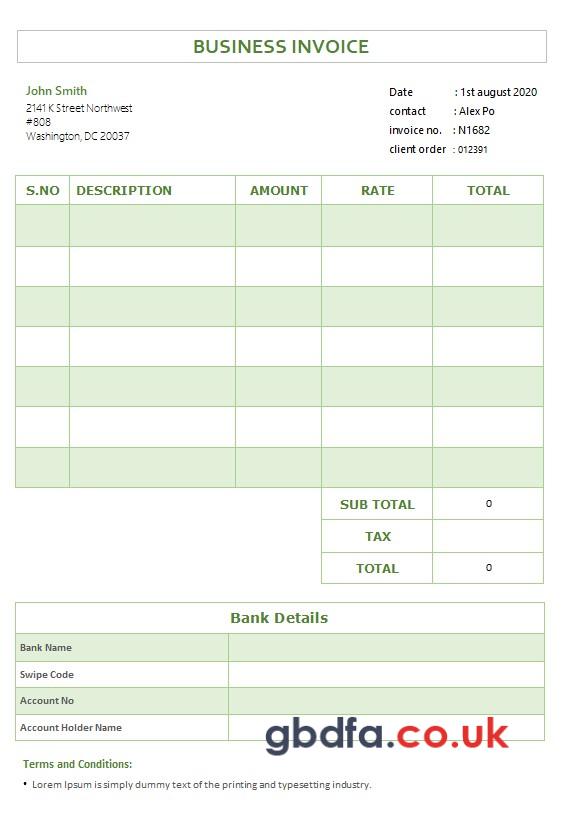 BUSINESS INVOICE
John Smith
2141 K Street Northwest
#808
Washington, DC 20037
Date : 1st august 2020
contact : Alex Po
invoice no. : N1682
client order : 012391
S.NO DESCRIPTION AMOUNT RATE TOTAL
SUB TOTAL 0
TAX
TOTAL 0
Bank Details
Bank Name
Swipe Code
Account No
Account Holder Name
gbdfa.co.uk
Terms and Conditions:
• Lorem Ipsum is simply dummy text of the printing and typesetting industry.